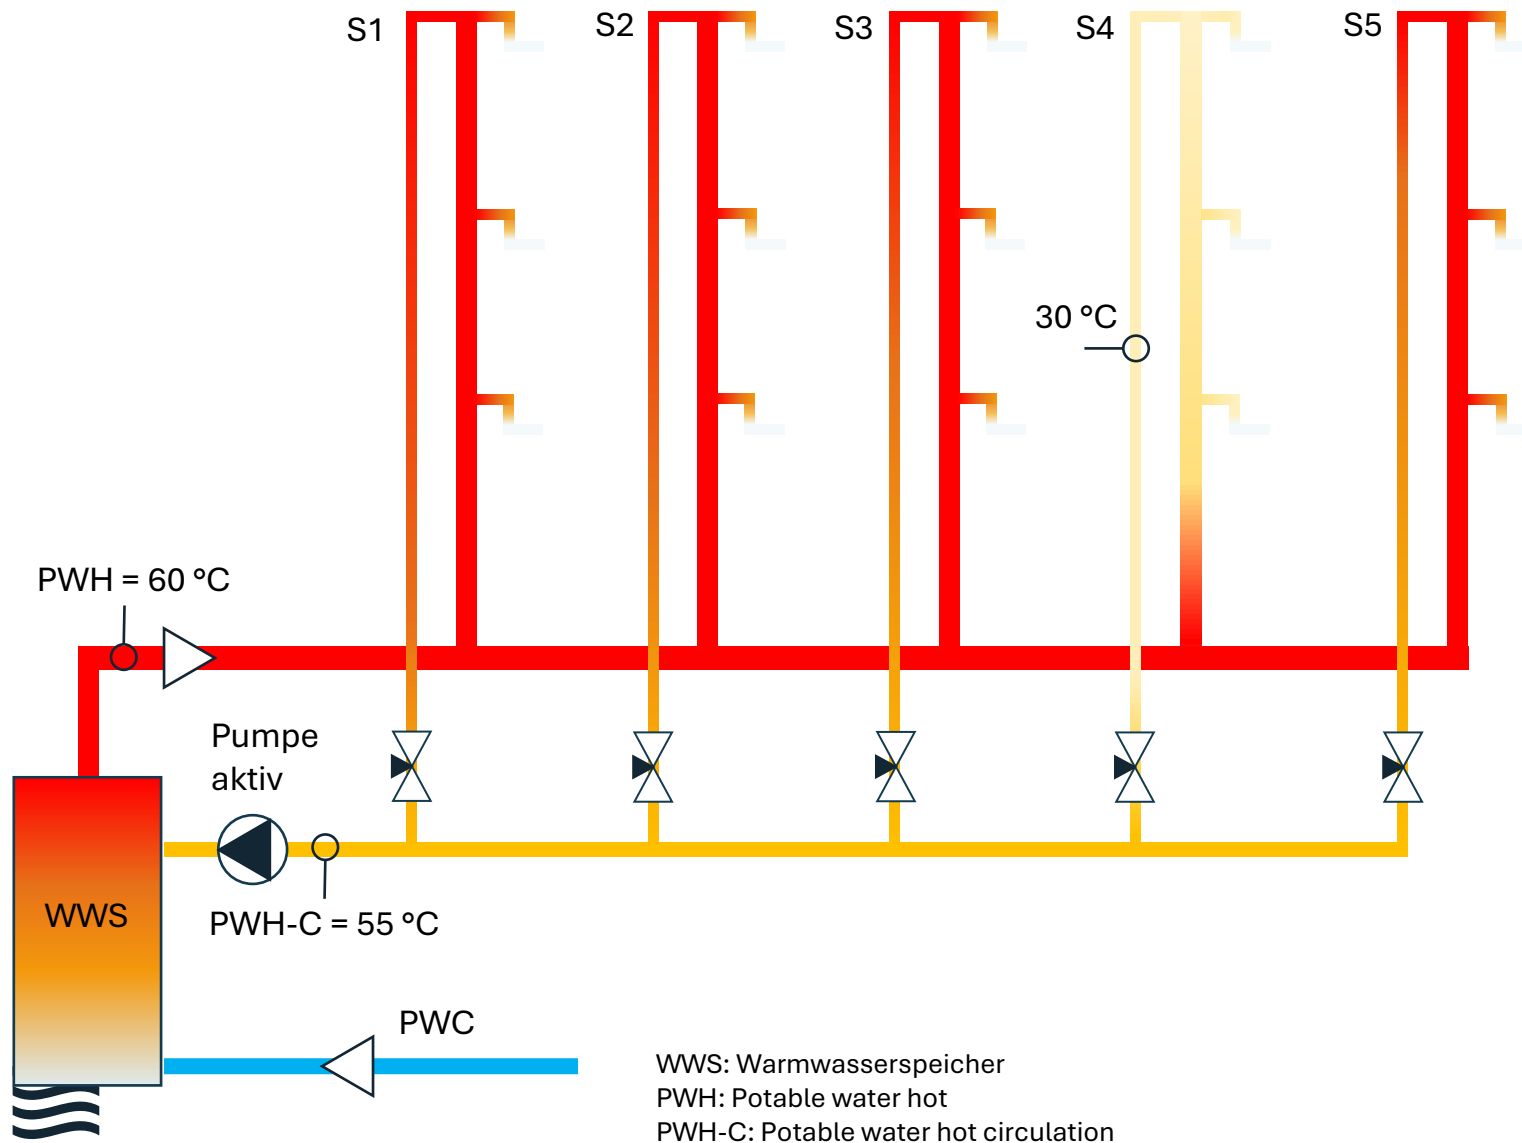 S1
S2
S3
S4
S5
30 °C
PWH = 60 °C
Pumpe
aktiv
WWS
PWH-C = 55 °C
PWC
WWS: Warmwasserspeicher
PWH: Potable water hot
PWH-C: Potable water hot circulation